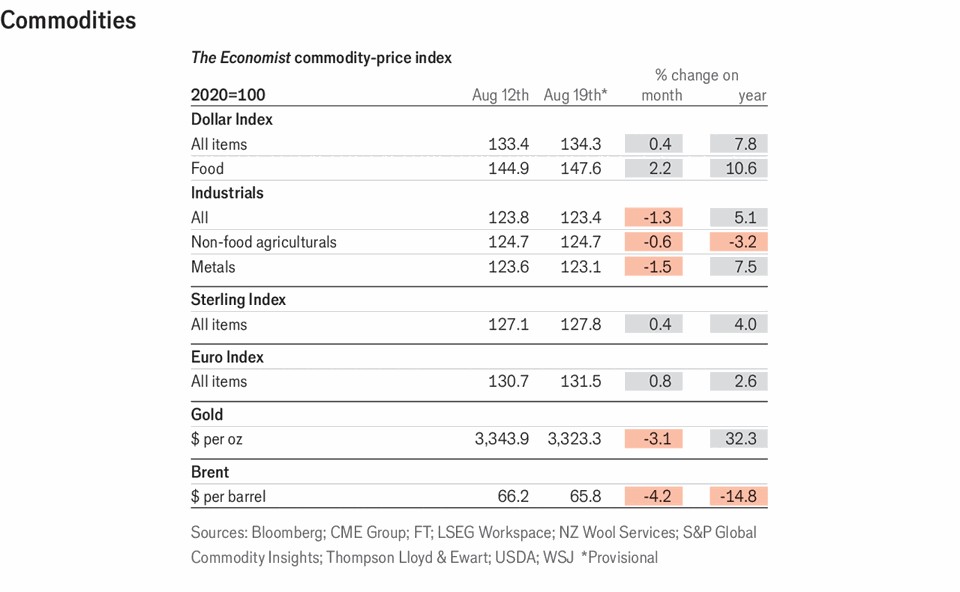 Commodities
The Economist commodity-price index
% change on
2020=100 Aug 12th Aug 19th* month year
Dollar Index
All items 133.4 134.3 0.4 7.8
Food 144.9 147.6 2.2 10.6
Industrials
All 123.8 123.4 -1.3 5.1
Non-food agriculturals 124.7 124.7 -0.6 -3.2
Metals 123.6 123.1 -1.5 7.5
Sterling Index
All items 127.1 127.8 0.4 4.0
Euro Index
All items 130.7 131.5 0.8 2.6
Gold
$ per oz 3,343.9 3,323.3 -3.1 32.3
Brent
$ per barrel 66.2 65.8 -4.2 -14.8
Sources: Bloomberg; CME Group; FT; LSEG Workspace; NZ Wool Services; S&P Global
Commodity Insights; Thompson Lloyd & Ewart; USDA; WSJ *Provisional